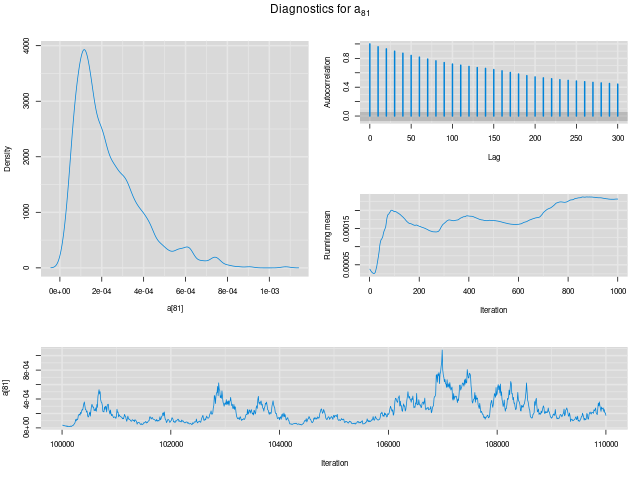 Diagnostics for a81
Density
0 1000 2000 3000 4000
0e+00 2e-04 4e-04 6e-04 8e-04 1e-03
a[81]
Autocorrelation
0.0 0.4 0.8
0 50 100 150 200 250 300
Lag
Running mean
0.00005 0.00015
0 200 400 600 800 1000
Iteration
a[81]
0e+00 4e-04 8e-04
100000 102000 104000 106000 108000 110000
Iteration